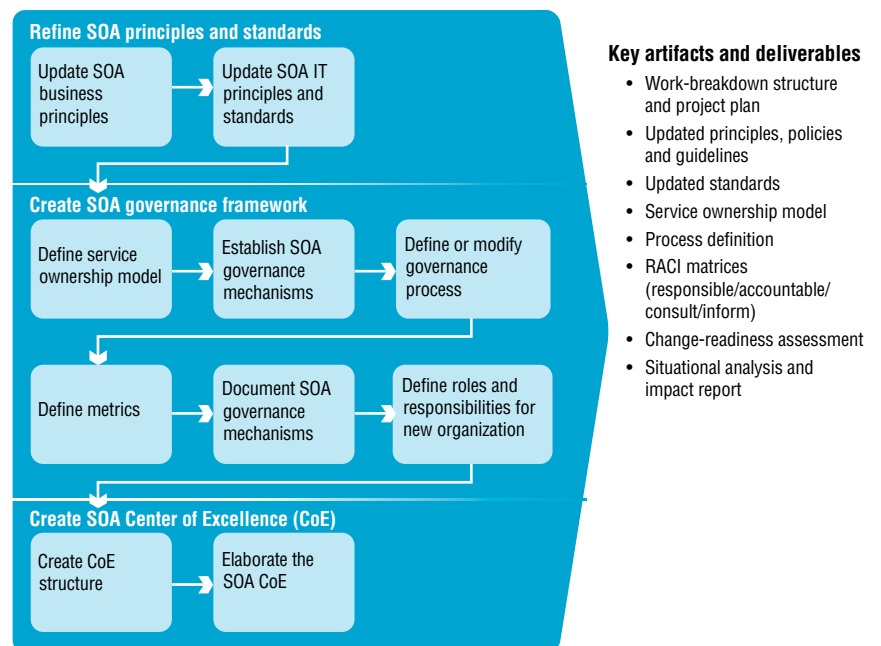 Refine SOA principles and standards
Update SOA
business
principles
Update SOA IT
principles and
standards
Create SOA governance framework
Define service
ownership model
Establish SOA
governance
mechanisms
Define or modify
governance
process
Define metrics
Document SOA
governance
mechanisms
Define roles and
responsibilities for
new organization
Create SOA Center of Excellence (CoE)
Create CoE
structure
Elaborate the
SOA CoE
Key artifacts and deliverables
• Work-breakdown structure
and project plan
• Updated principles, policies
and guidelines
• Updated standards
• Service ownership model
• Process definition
• RACI matrices
(responsible/accountable/
consult/inform)
• Change-readiness assessment
• Situational analysis and
impact report